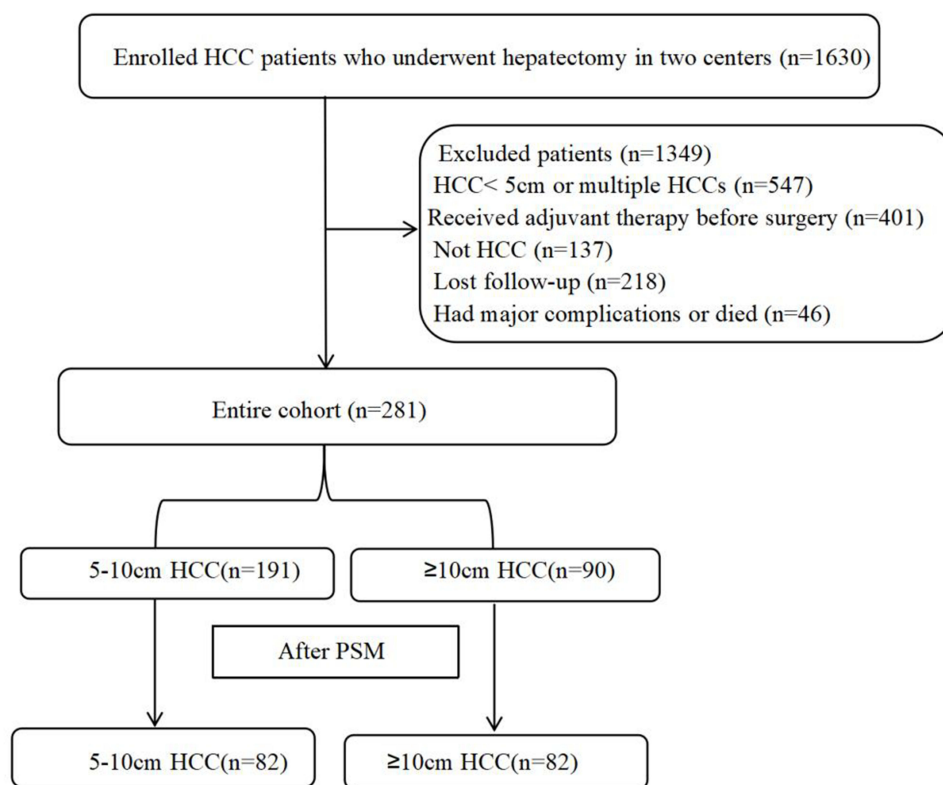 Enrolled HCC patients who underwent hepatectomy in two centers (n=1630)
Excluded patients (n=1349)
HCC< 5cm or multiple HCCs (n=547)
Received adjuvant therapy before surgery (n=401)
Not HCC (n=137)
Lost follow-up (n=218)
Had major complications or died (n=46)
Entire cohort (n=281)
5-10cm HCC(n=191)
≥10cm HCC(n=90)
After PSM
5-10cm HCC(n=82)
≥10cm HCC(n=82)